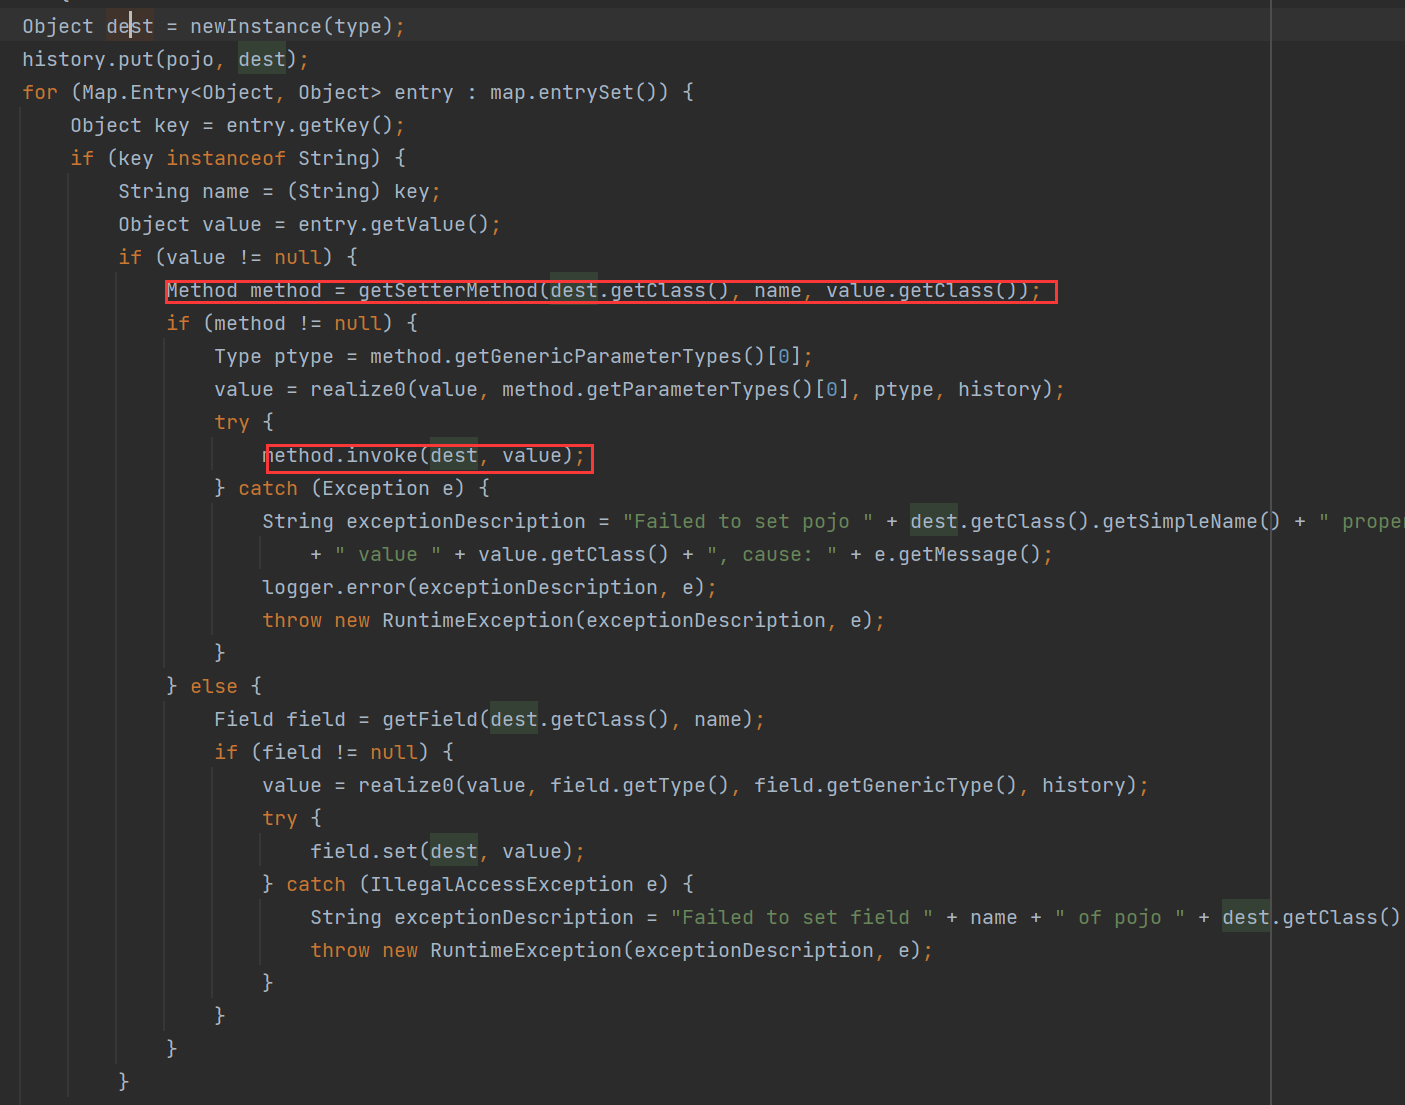 Object dest = newInstance(type);
history.put(pojo, dest);
for (Map.Entry<Object, Object> entry : map.entrySet()) {
Object key = entry.getKey();
if (key instanceof String) {
String name = (String) key;
Object value = entry.getValue();
if (value != null) {
Method method = getSetterMethod(dest.getClass(), name, value.getClass());
if (method != null) {
Type ptype = method.getGenericParameterTypes()[0];
value = realize0(value, method.getParameterTypes()[0], ptype, history);
try {
method.invoke(dest, value);
} catch (Exception e) {
String exceptionDescription = "Failed to set pojo " + dest.getClass().getSimpleName() + " proper
+ " value " + value.getClass() + ", cause: " + e.getMessage();
logger.error(exceptionDescription, e);
throw new RuntimeException(exceptionDescription, e);
}
} else {
Field field = getField(dest.getClass(), name);
if (field != null) {
value = realize0(value, field.getType(), field.getGenericType(), history);
try {
field.set(dest, value);
} catch (IllegalAccessException e) {
String exceptionDescription = "Failed to set field " + name + " of pojo " + dest.getClass()
throw new RuntimeException(exceptionDescription, e);
}
}
}
}